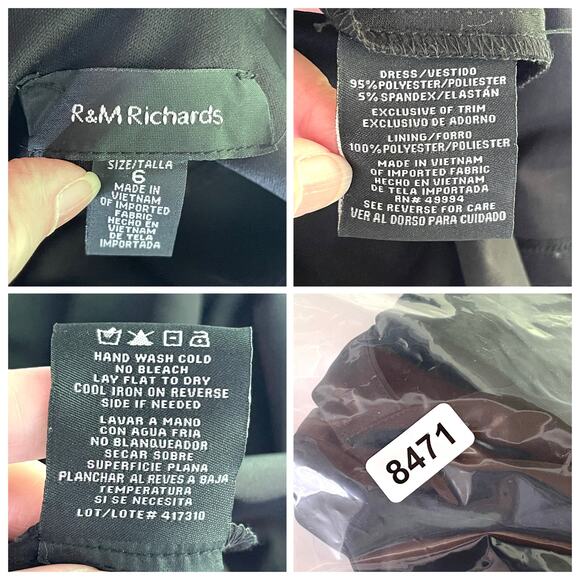 R&M Richards
SIZE/TALLA
6
MADE IN
VIETNAM
OF IMPORTED
FABRIC
HECHO EN
VIETNAM
DE TELA
IMPORTADA
DRESS/VESTIDO
95%POLYESTER/POLIESTER
5% SPANDEX/ELASTÁN
EXCLUSIVE OF TRIM
EXCLUSIVO DE ADORNO
LINING/FORRO
100%POLYESTER/POLIESTER
MADE IN VIETNAM
OF IMPORTED FABRIC
HECHO EN VIETNAM
DE TELA IMPORTADA
RN# 49994
SEE REVERSE FOR CARE
VER AL DORSO PARA CUIDADO
HAND WASH COLD
NO BLEACH
LAY FLAT TO DRY
COOL IRON ON REVERSE
SIDE IF NEEDED
LAVAR A MANO
CON AGUA FRIA
NO BLANQUEADOR
SECAR SOBRE
SUPERFICIE PLANA
PLANCHAR AL REVES A BAJA
TEMPERATURA
SI SE NECESITA
LOT/LOTE# 417310
8471